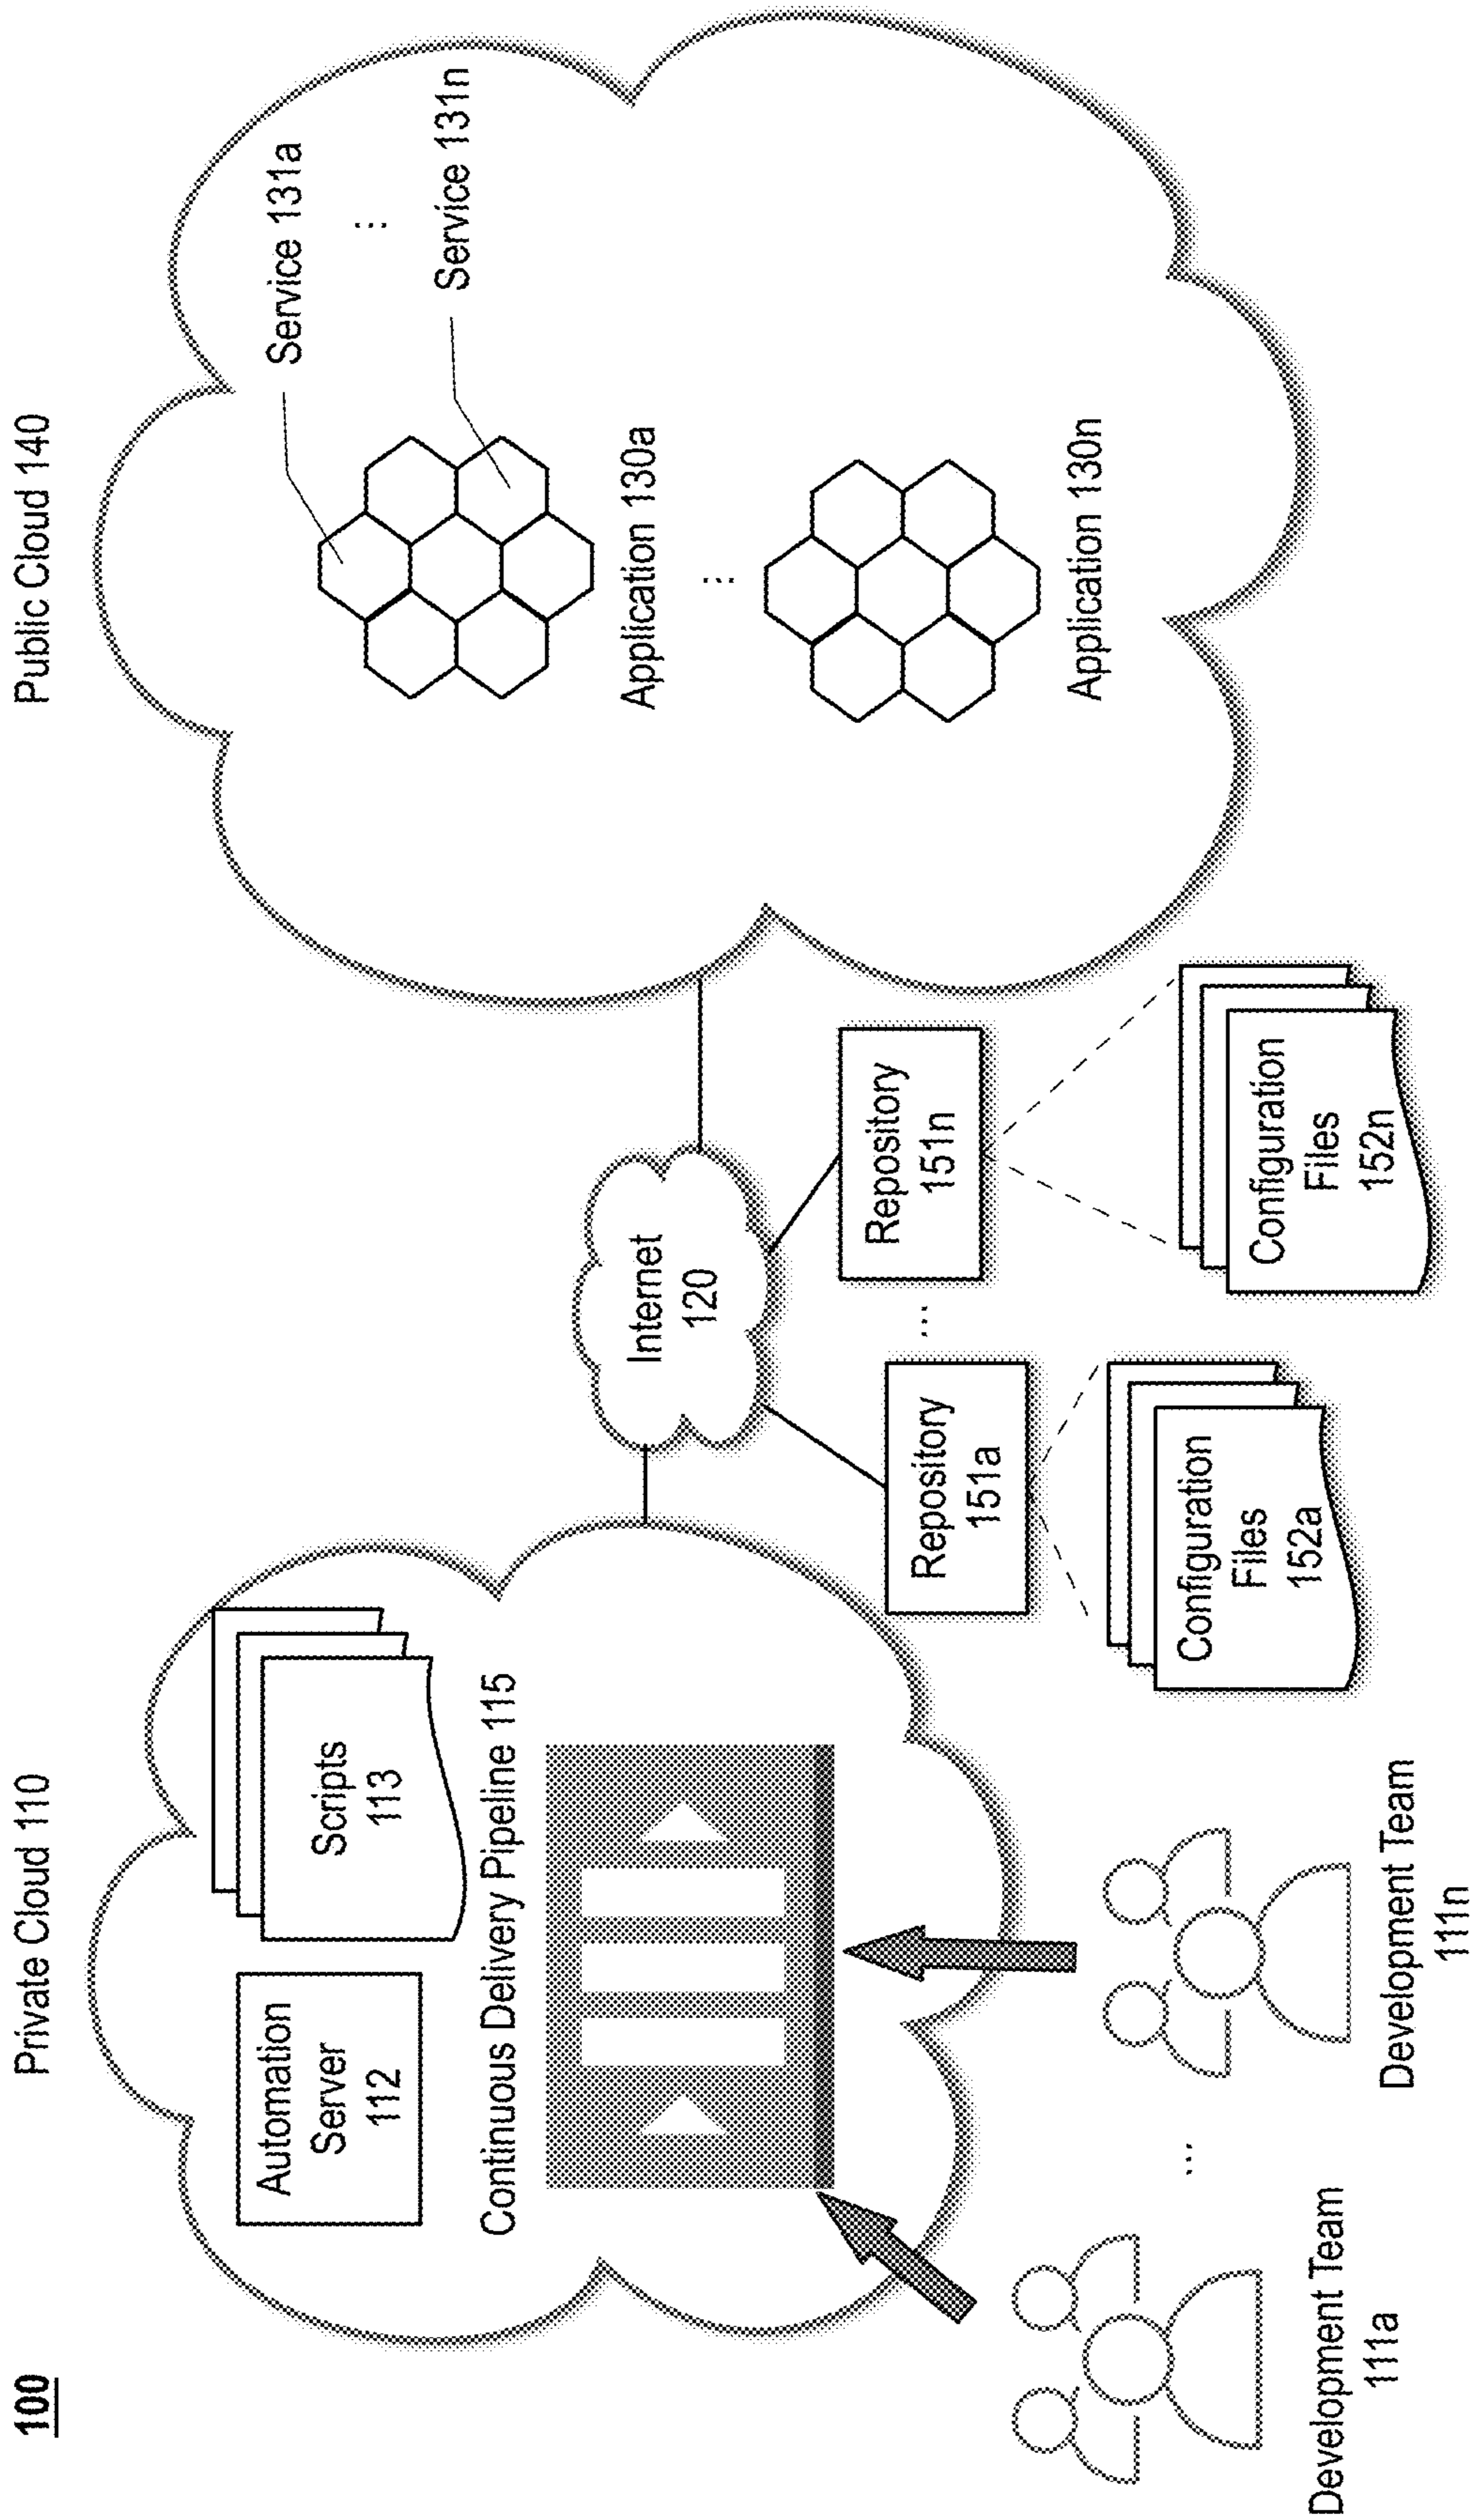 100
Private Cloud 110
Public Cloud 140
Automation
Server
112
Scripts
113
Continuous Delivery Pipeline 115
Internet
120
Service 131a
...
Service 131n
Application 130a
...
Application 130n
Repository
151a
...
Repository
151n
Configuration
Files
152a
Configuration
Files
152n
Development Team
111a
...
Development Team
111n